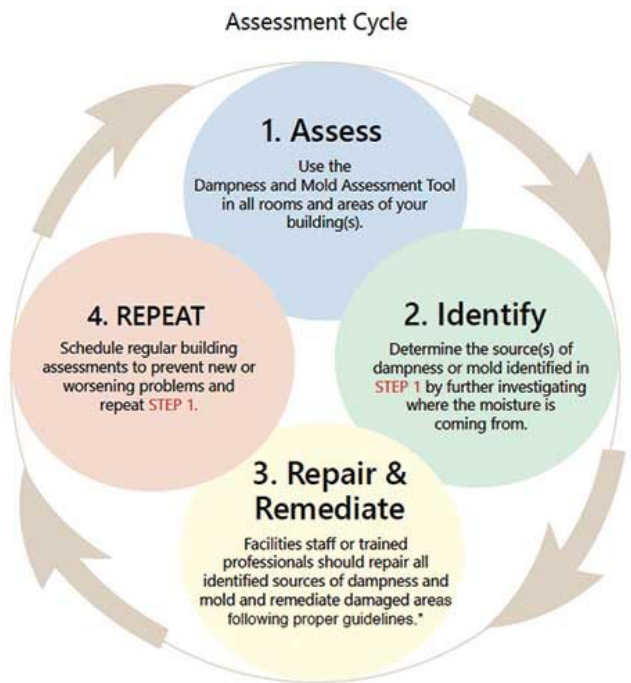 Assessment Cycle
1. Assess
Use the
Dampness and Mold Assessment Tool
in all rooms and areas of your
building(s).
2. Identify
Determine the source(s) of
dampness or mold identified in
STEP 1 by further investigating
where the moisture is
coming from.
3. Repair &
Remediate
Facilities staff or trained
professionals should repair all
identified sources of dampness and
mold and remediate damaged areas
following proper guidelines.*
4. REPEAT
Schedule regular building
assessments to prevent new or
worsening problems and
repeat STEP 1.